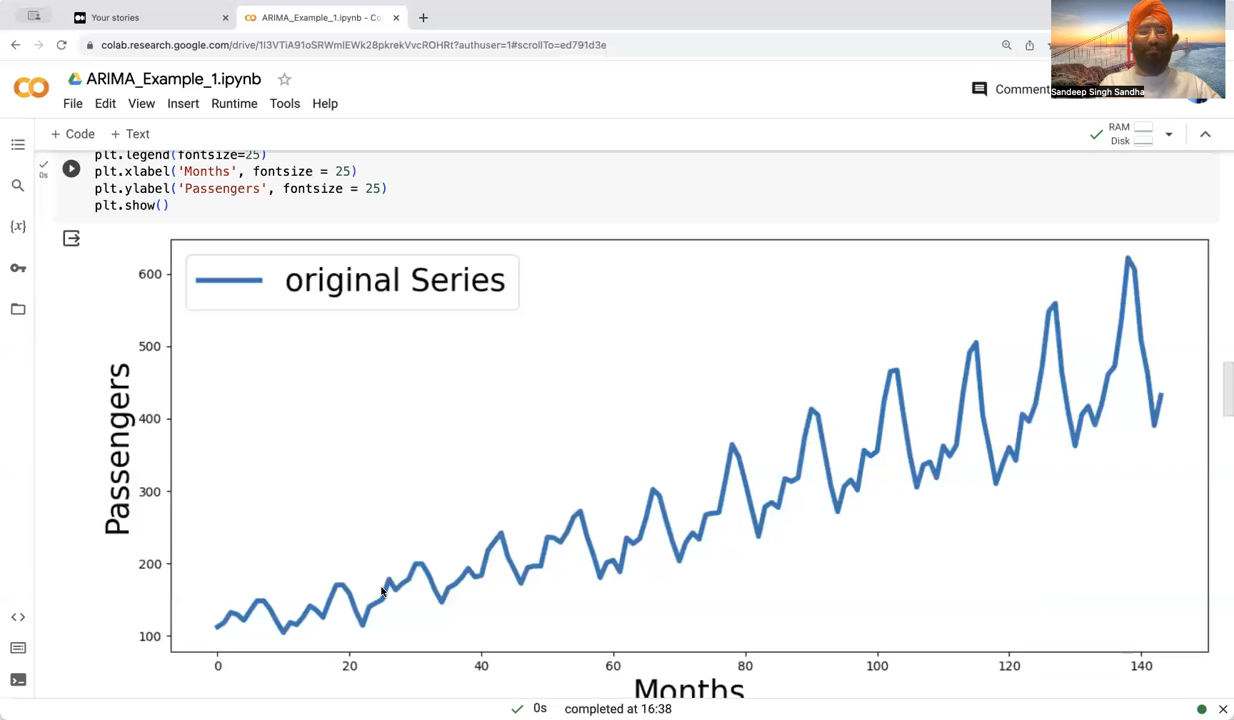 Your stories
ARIMA_Example_1.ipynb - Co
colab.research.google.com/drive/1I3VTiA91oSRWmIEWk28pkrekVvcROHRt?authuser=1#scrollTo=ed791d3e
ARIMA_Example_1.ipynb
File Edit View Insert Runtime Tools Help
Comment
Sandeep Singh Sandha
+ Code + Text
RAM
Disk
0s
plt.legend(fontsize=25)
plt.xlabel('Months', fontsize = 25)
plt.ylabel('Passengers', fontsize = 25)
plt.show()
{x}
original Series
Passengers
600
500
400
300
200
100
0 20 40 60 80 100 120 140
Months
0s completed at 16:38